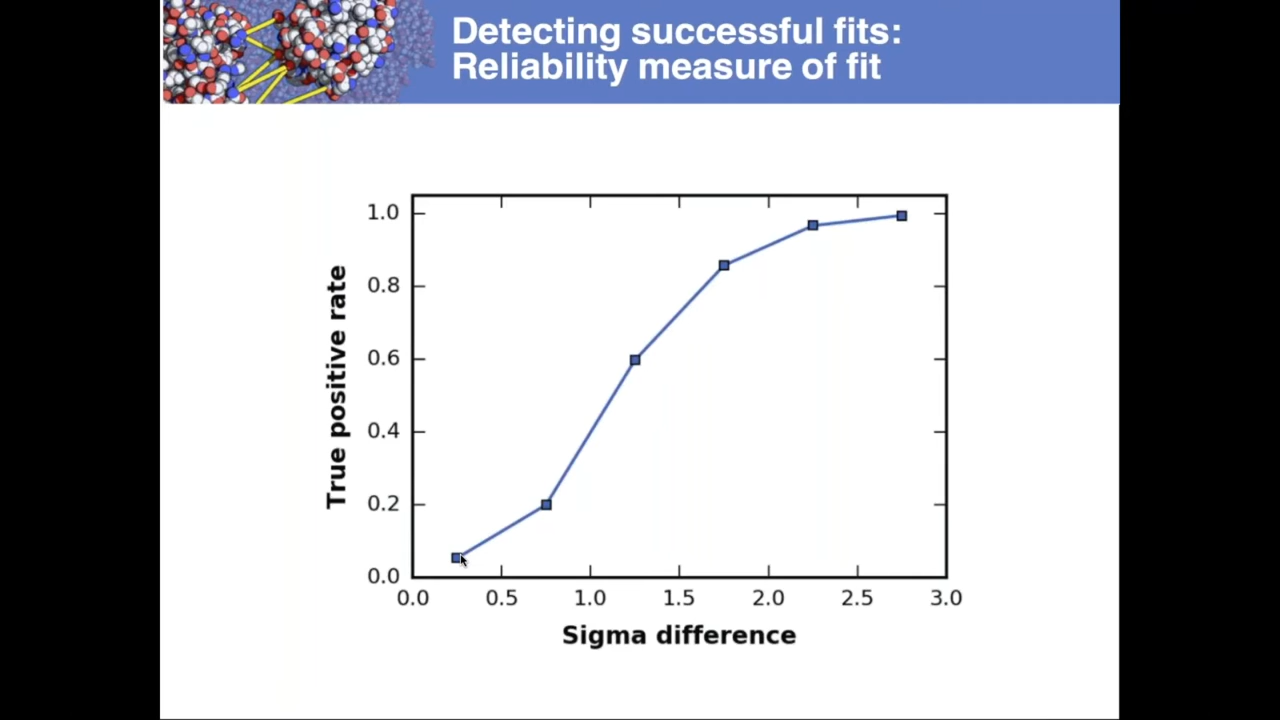 Detecting successful fits:
Reliability measure of fit
1.0
0.8
0.6
0.4
0.2
0.0
True positive rate
0.0 0.5 1.0 1.5 2.0 2.5 3.0
Sigma difference